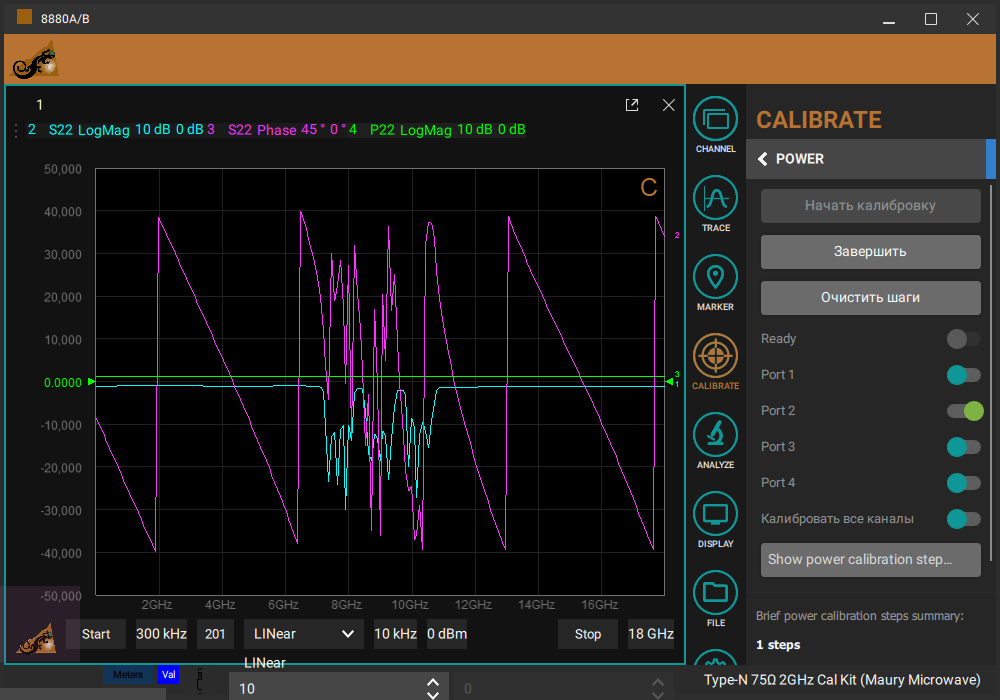 8880A/B
1
2 S22 LogMag 10 dB 0 dB 3 S22 Phase 45 ° 0 ° 4 P22 LogMag 10 dB 0 dB
50,000
40,000
30,000
20,000
10,000
0.0000
-10,000
-20,000
-30,000
-40,000
-50,000
C
2
3
1
2GHz 4GHz 6GHz 8GHz 10GHz 12GHz 14GHz 16GHz
Start 300 kHz 201 LINear 10 kHz 0 dBm Stop 18 GHz
LINear
Meters Val
10 0
CHANNEL
TRACE
MARKER
CALIBRATE
ANALYZE
DISPLAY
FILE
CALIBRATE
POWER
Начать калибровку
Завершить
Очистить шаги
Ready
Port 1
Port 2
Port 3
Port 4
Калибровать все каналы
Show power calibration step...
Brief power calibration steps summary:
1 steps
Type-N 75Ω 2GHz Cal Kit (Maury Microwave)